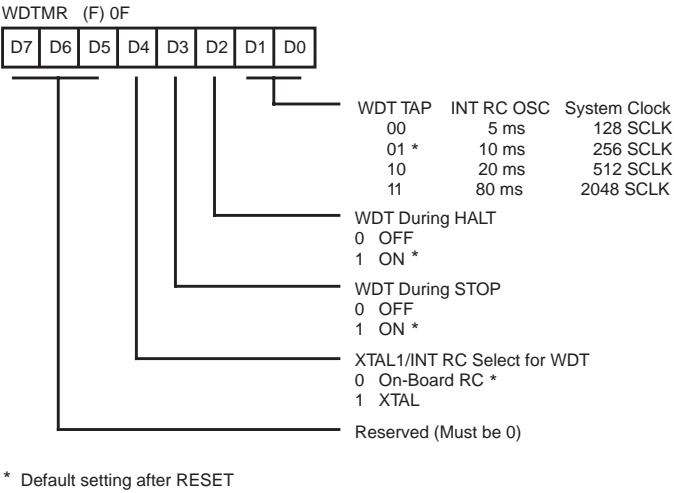 WDTMR (F) 0F
D7 D6 D5 D4 D3 D2 D1 D0
WDT TAP INT RC OSC System Clock
00 5 ms 128 SCLK
01 * 10 ms 256 SCLK
10 20 ms 512 SCLK
11 80 ms 2048 SCLK
WDT During HALT
0 OFF
1 ON *
WDT During STOP
0 OFF
1 ON *
XTAL1/INT RC Select for WDT
0 On-Board RC *
1 XTAL
Reserved (Must be 0)
* Default setting after RESET